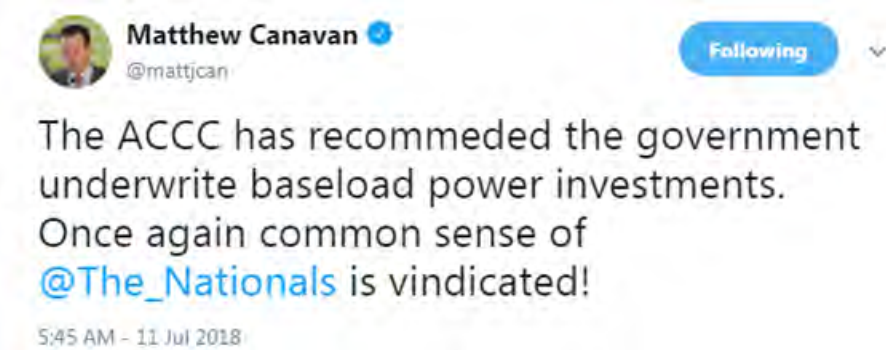 Matthew Canavan
@mattjcan
Following
The ACCC has recommeded the government
underwrite baseload power investments.
Once again common sense of
@The_Nationals is vindicated!
5:45 AM - 11 Jul 2018